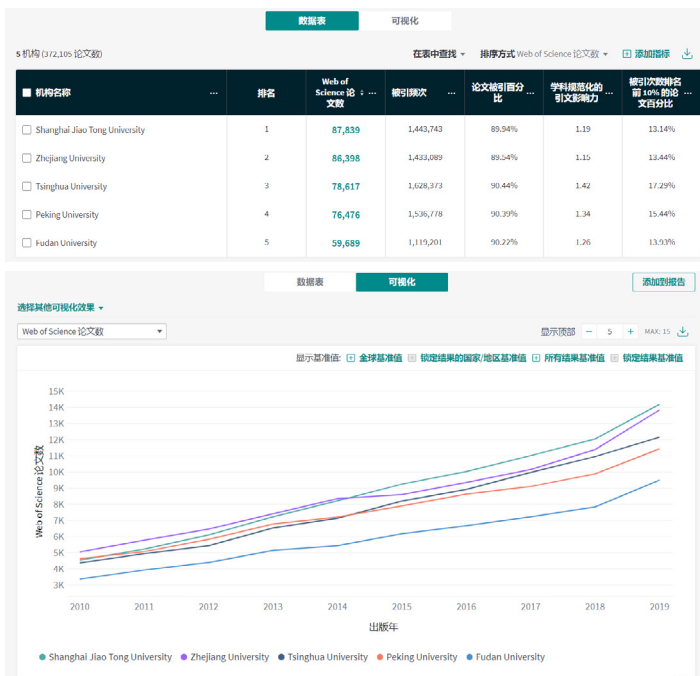 数据表 可视化
5 机构 (372,105 论文数) 在表中查找 排序方式 Web of Science 论文数 添加指标
机构名称 ... 排名 Web of Science 论文数 ... 被引频次 ... 论文被引百分比 ... 学科规范化的引文影响力 ... 被引次数排名前 10% 的论文百分比 ...
Shanghai Jiao Tong University 1 87,839 1,443,743 89.94% 1.19 13.14%
Zhejiang University 2 86,398 1,433,089 89.54% 1.15 13.44%
Tsinghua University 3 78,617 1,628,373 90.44% 1.42 17.29%
Peking University 4 76,476 1,536,778 90.39% 1.34 15.44%
Fudan University 5 59,689 1,119,201 90.22% 1.26 13.93%
数据表 可视化 添加到报告
选择其他可视化效果
Web of Science 论文数 显示顶部 − 5 + MAX: 15
显示基准值: 全球基准值 锁定结果的国家/地区基准值 所有结果基准值 锁定结果基准值
15K
14K
13K
12K
11K
10K
9K
8K
7K
6K
5K
4K
3K
Web of Science 论文数
2010 2011 2012 2013 2014 2015 2016 2017 2018 2019
出版年
Shanghai Jiao Tong University Zhejiang University Tsinghua University Peking University Fudan University